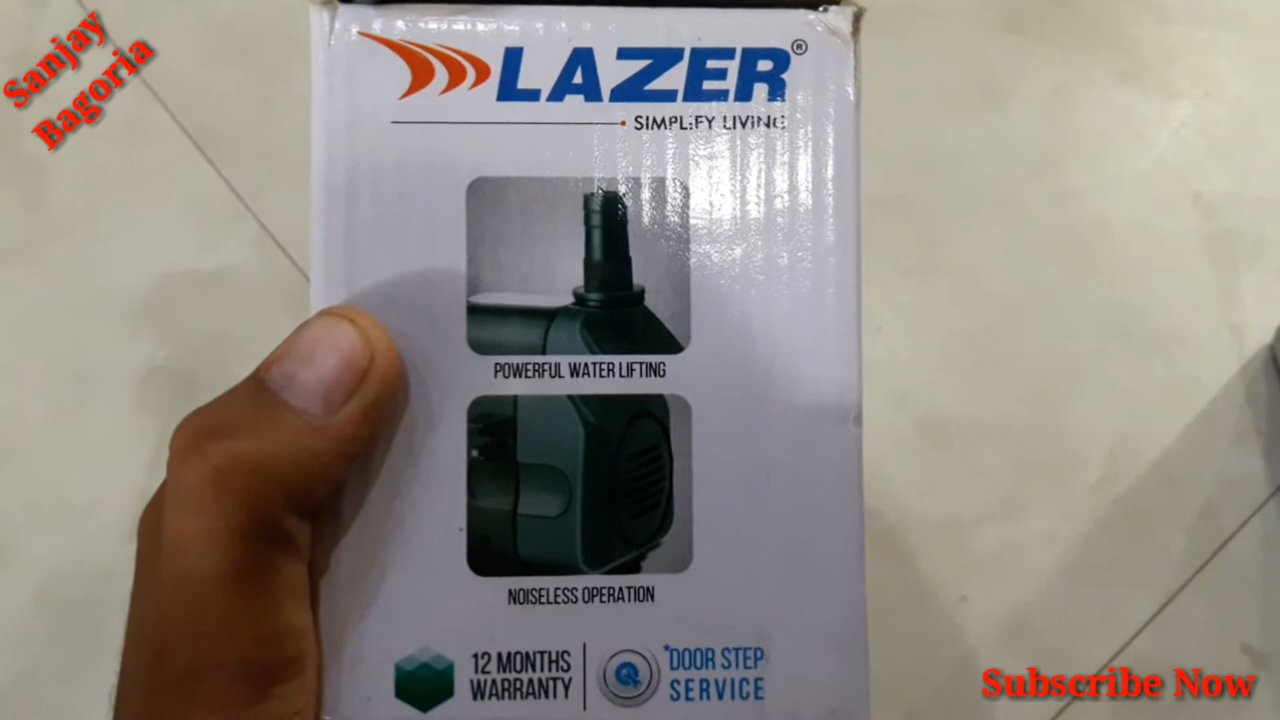 Sanjay
Bagoria
LAZER®
SIMPLIFY LIVING
POWERFUL WATER LIFTING
NOISELESS OPERATION
12 MONTHS
WARRANTY
*DOOR STEP
SERVICE
Subscribe Now